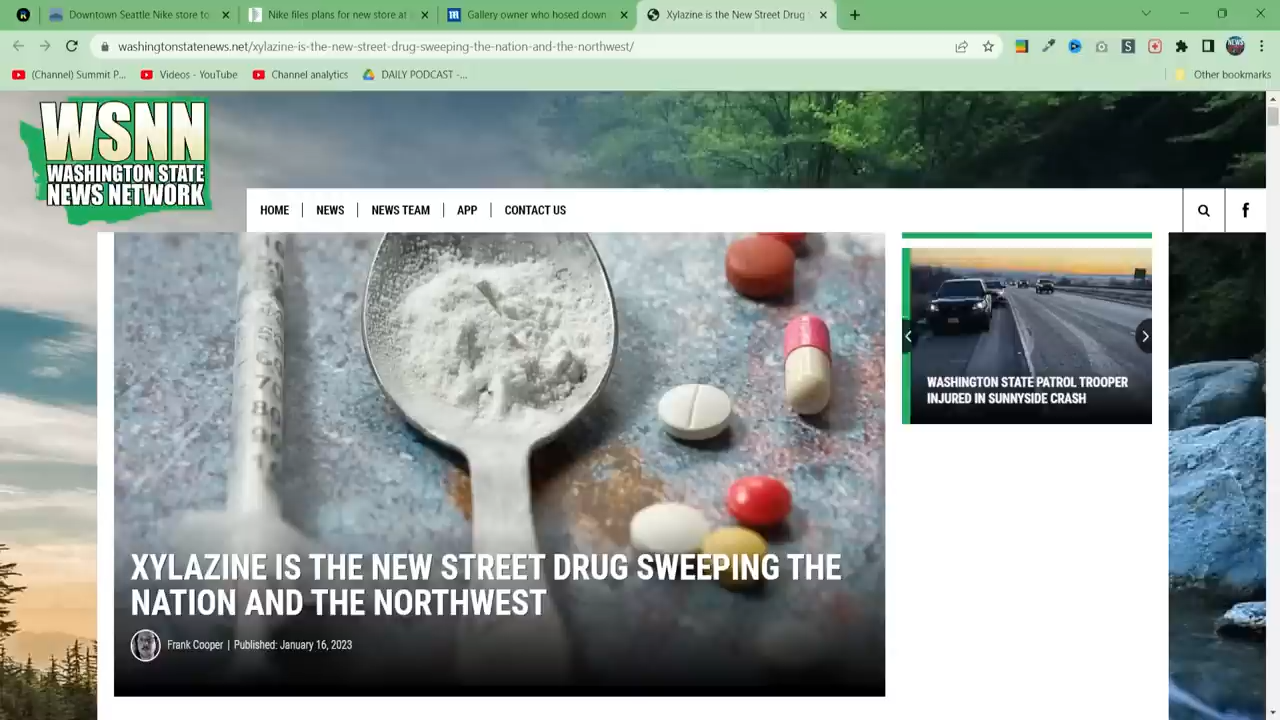 Downtown Seattle Nike store to
Nike files plans for new store at
Gallery owner who hosed down
Xylazine is the New Street Drug
washingtonstatenews.net/xylazine-is-the-new-street-drug-sweeping-the-nation-and-the-northwest/
(Channel) Summit P...
Videos - YouTube
Channel analytics
DAILY PODCAST -...
Other bookmarks
WSNN
WASHINGTON STATE
NEWS NETWORK
HOME
NEWS
NEWS TEAM
APP
CONTACT US
WASHINGTON STATE PATROL TROOPER
INJURED IN SUNNYSIDE CRASH
XYLAZINE IS THE NEW STREET DRUG SWEEPING THE
NATION AND THE NORTHWEST
Frank Cooper | Published: January 16, 2023